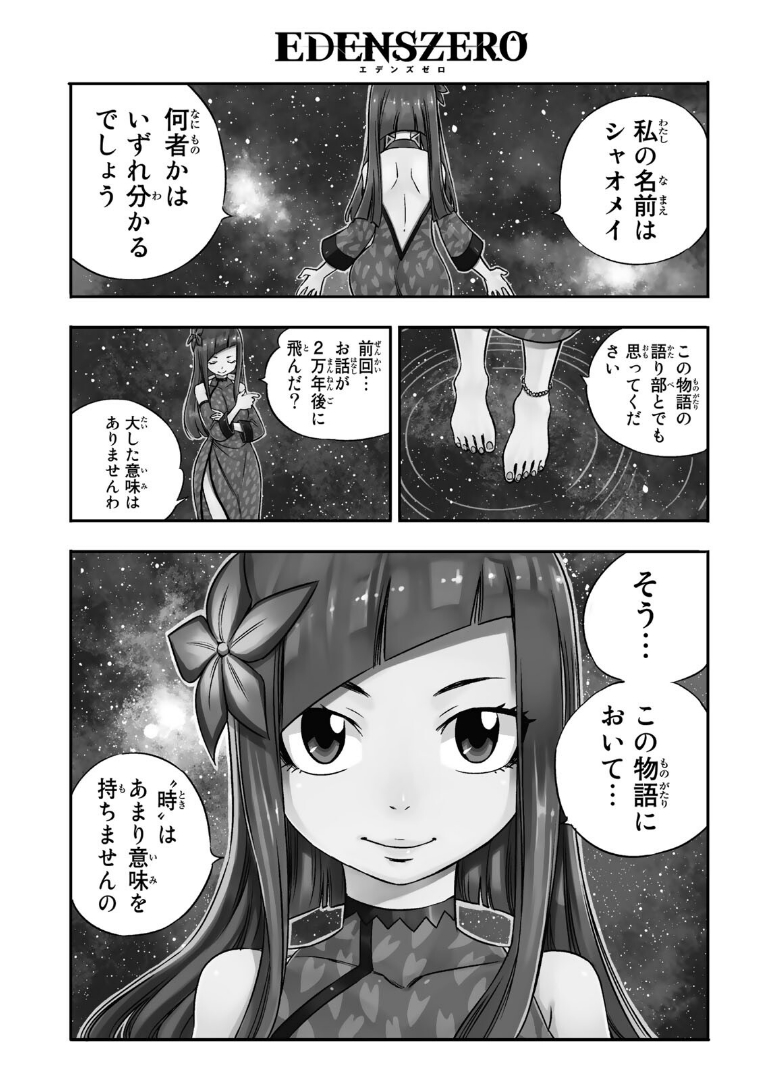 EDENSZERO
エデンズゼロ
私の名前は
シャオメイ
何者かは
いずれ分かる
でしょう
この物語の
語り部とでも
思ってくだ
さい
前回…
お話が
2万年後に
飛んだ?
大した意味は
ありませんわ
そう…
この物語に
おいて…
〝時〟は
あまり意味を
持ちませんの